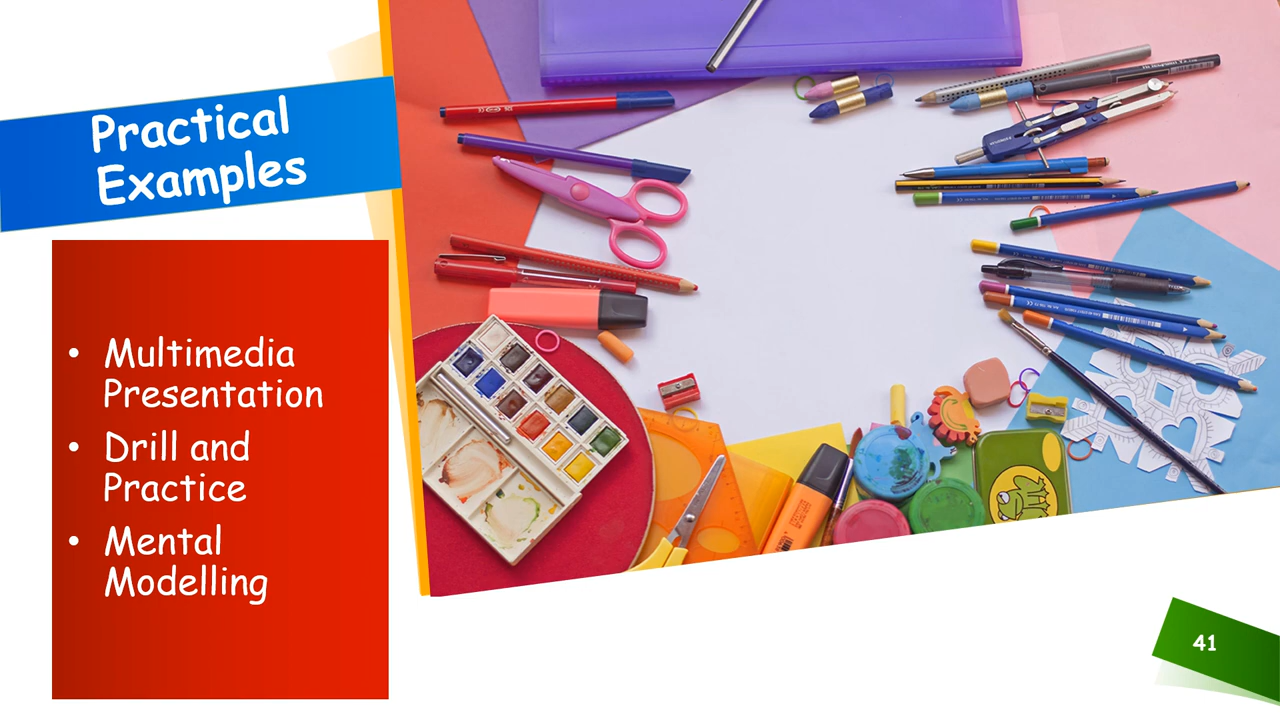 Practical
Examples
• Multimedia
Presentation
• Drill and
Practice
• Mental
Modelling
41